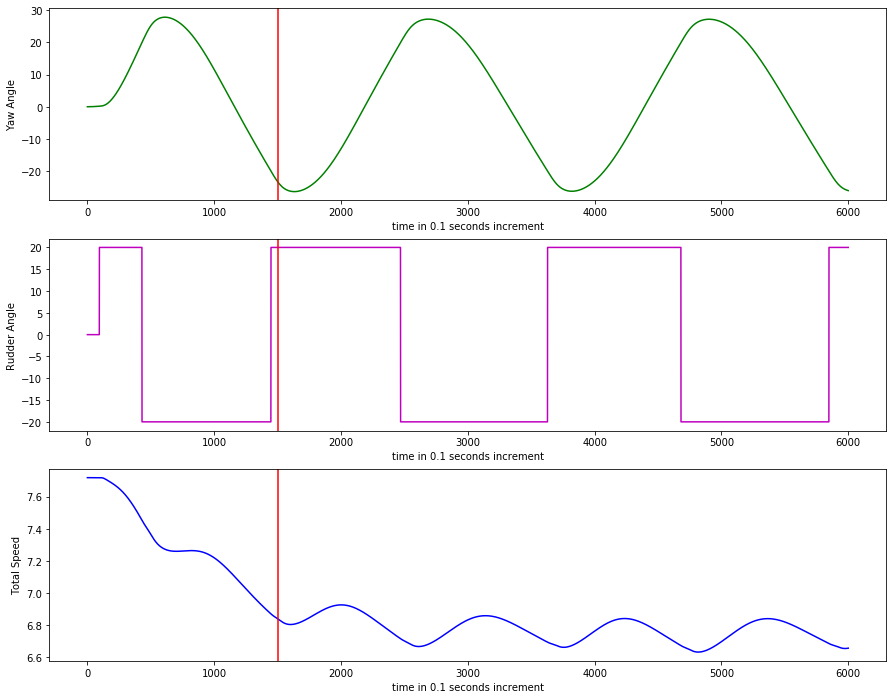 30
20
10
0
−10
−20
Yaw Angle
0 1000 2000 3000 4000 5000 6000
time in 0.1 seconds increment
20
15
10
5
0
−5
−10
−15
−20
Rudder Angle
0 1000 2000 3000 4000 5000 6000
time in 0.1 seconds increment
7.6
7.4
7.2
7.0
6.8
6.6
Total Speed
0 1000 2000 3000 4000 5000 6000
time in 0.1 seconds increment